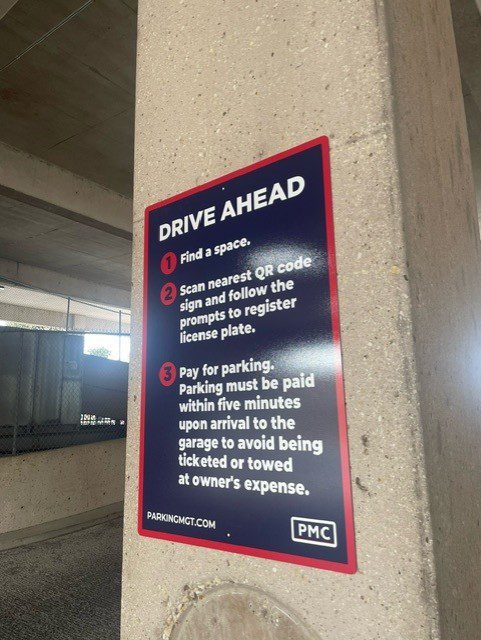 DRIVE AHEAD
1 Find a space.
2 Scan nearest QR code
sign and follow the
prompts to register
license plate.
3 Pay for parking.
Parking must be paid
within five minutes
upon arrival to the
garage to avoid being
ticketed or towed
at owner's expense.
PARKINGMGT.COM
PMC